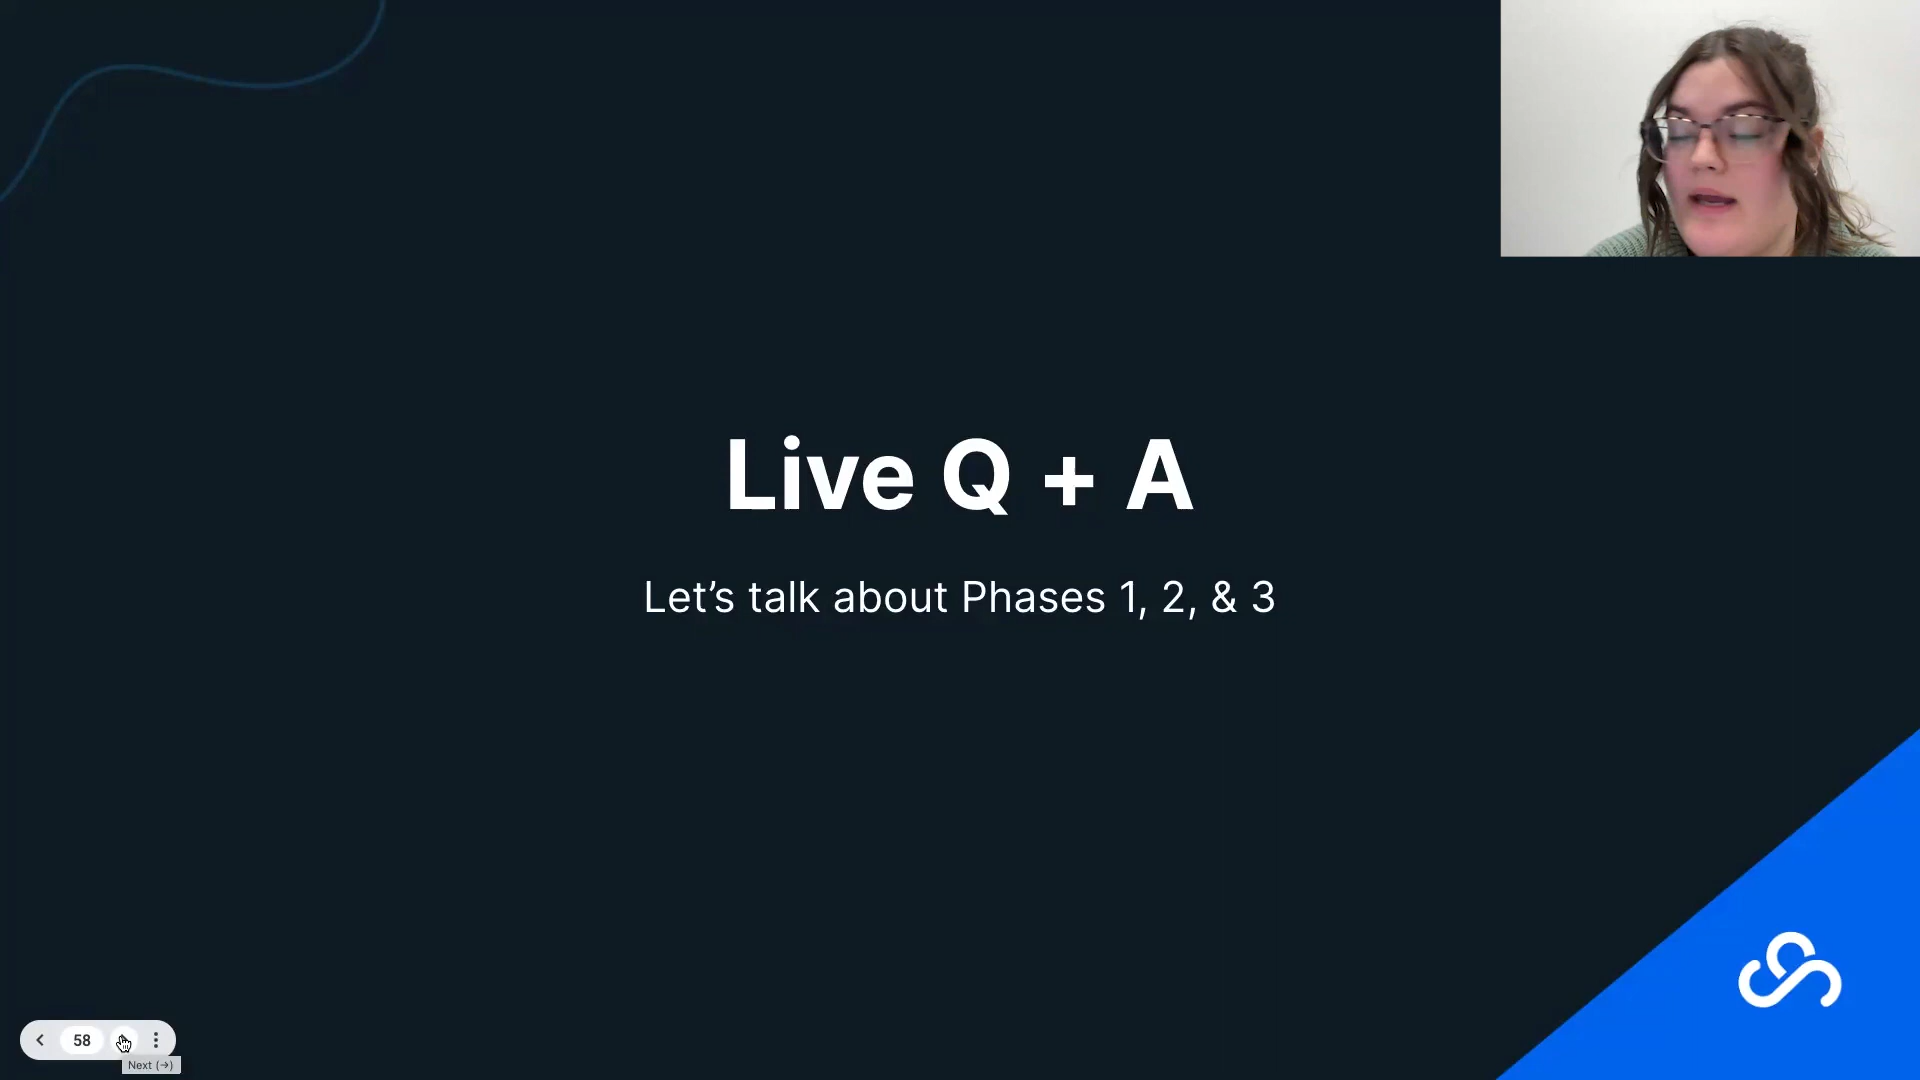 Live Q + A
Let’s talk about Phases 1, 2, & 3
58
Next (→)